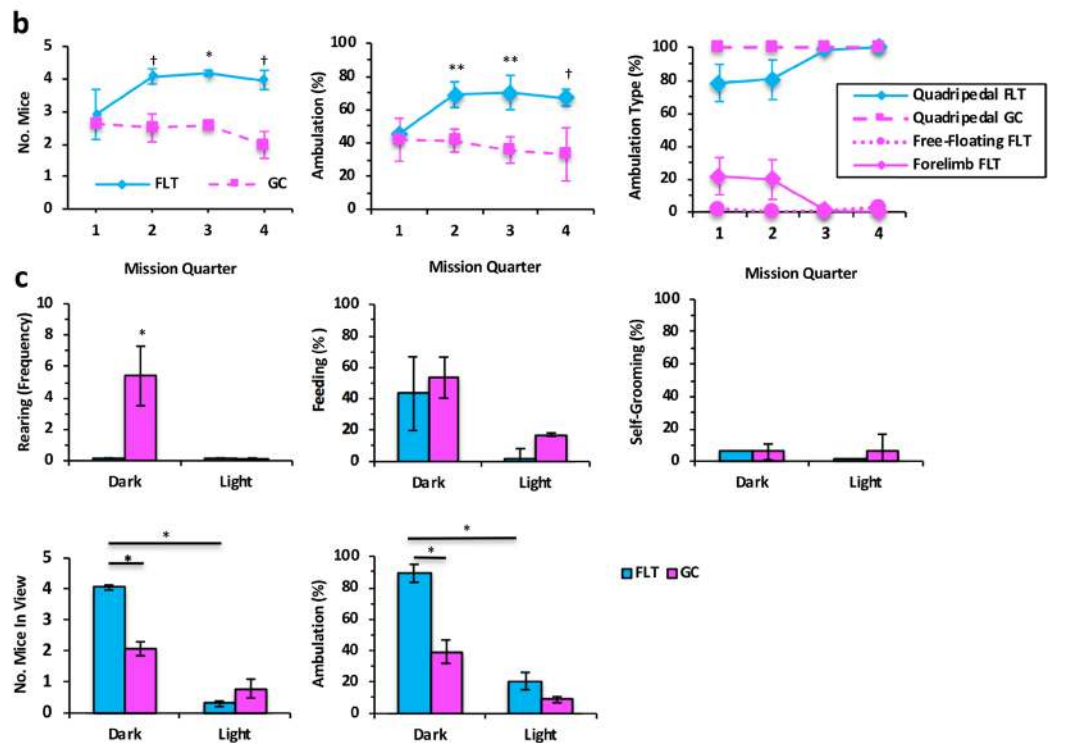 b
No. Mice
5
4
3
2
1
0
† * †
FLT GC
1 2 3 4
Mission Quarter
Ambulation (%)
100
80
60
40
20
0
** ** †
1 2 3 4
Mission Quarter
Ambulation Type (%)
100
80
60
40
20
0
Quadripedal FLT
Quadripedal GC
Free-Floating FLT
Forelimb FLT
1 2 3 4
Mission Quarter
c
Rearing (Frequency)
10
8
6
4
2
0
*
Dark Light
Feeding (%)
100
80
60
40
20
0
Dark Light
Self-Grooming (%)
100
80
60
40
20
0
Dark Light
No. Mice In View
5
4
3
2
1
0
*
*
Dark Light
Ambulation (%)
100
80
60
40
20
0
*
*
Dark Light
FLT GC